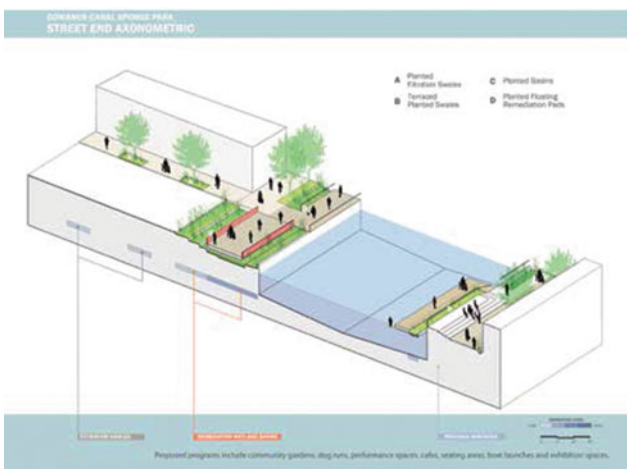 GOWANUS CANAL SPONGE PARK
STREET END AXONOMETRIC
A Planted
Filtration Swales
B Terraced
Planted Swales
C Planted Basins
D Planted Floating
Remediation Pads
Proposed programs include community gardens, dog runs, performance spaces, cafes, seating areas, boat launches and exhibition spaces.